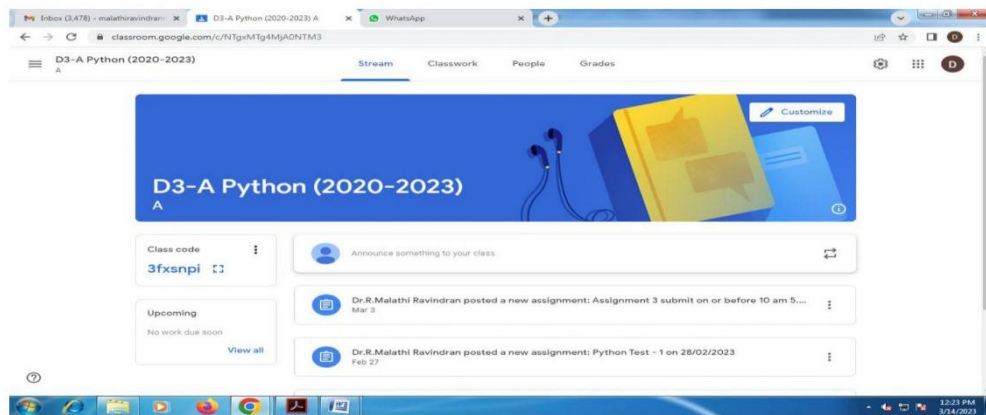 Inbox (3,478) - malathiravindran
D3-A Python (2020-2023) A
WhatsApp
classroom.google.com/c/NTgxMTg4MjA0NTM3
D3-A Python (2020-2023)
A
Stream
Classwork
People
Grades
D
Customize
D3-A Python (2020-2023)
A
Class code
3fxsnpi
Announce something to your class
Dr.R.Malathi Ravindran posted a new assignment: Assignment 3 submit on or before 10 am 5....
Mar 3
Upcoming
No work due soon
View all
Dr.R.Malathi Ravindran posted a new assignment: Python Test - 1 on 28/02/2023
Feb 27
12:23 PM
3/14/2023